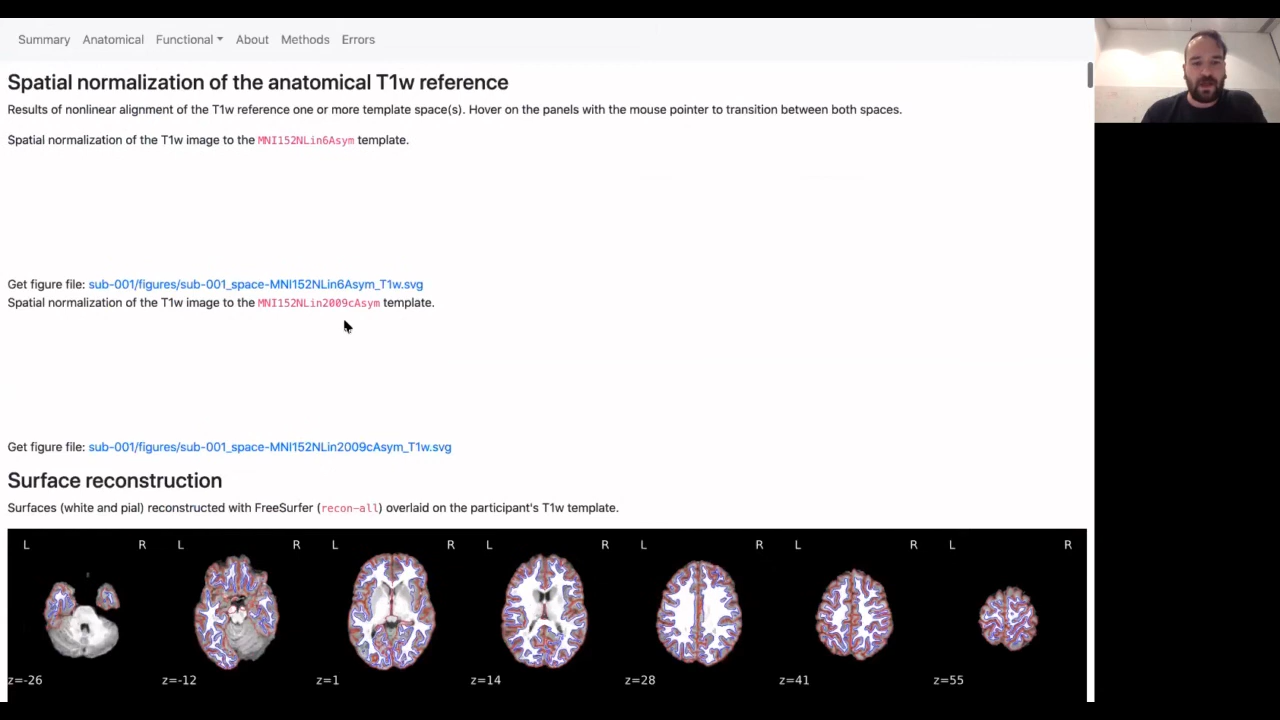 Summary Anatomical Functional About Methods Errors
Spatial normalization of the anatomical T1w reference
Results of nonlinear alignment of the T1w reference one or more template space(s). Hover on the panels with the mouse pointer to transition between both spaces.
Spatial normalization of the T1w image to the MNI152NLin6Asym template.
Get figure file: sub-001/figures/sub-001_space-MNI152NLin6Asym_T1w.svg
Spatial normalization of the T1w image to the MNI152NLin2009cAsym template.
Get figure file: sub-001/figures/sub-001_space-MNI152NLin2009cAsym_T1w.svg
Surface reconstruction
Surfaces (white and pial) reconstructed with FreeSurfer (recon-all) overlaid on the participant's T1w template.
L R L R L R L R L R L R L R
z=-26 z=-12 z=1 z=14 z=28 z=41 z=55